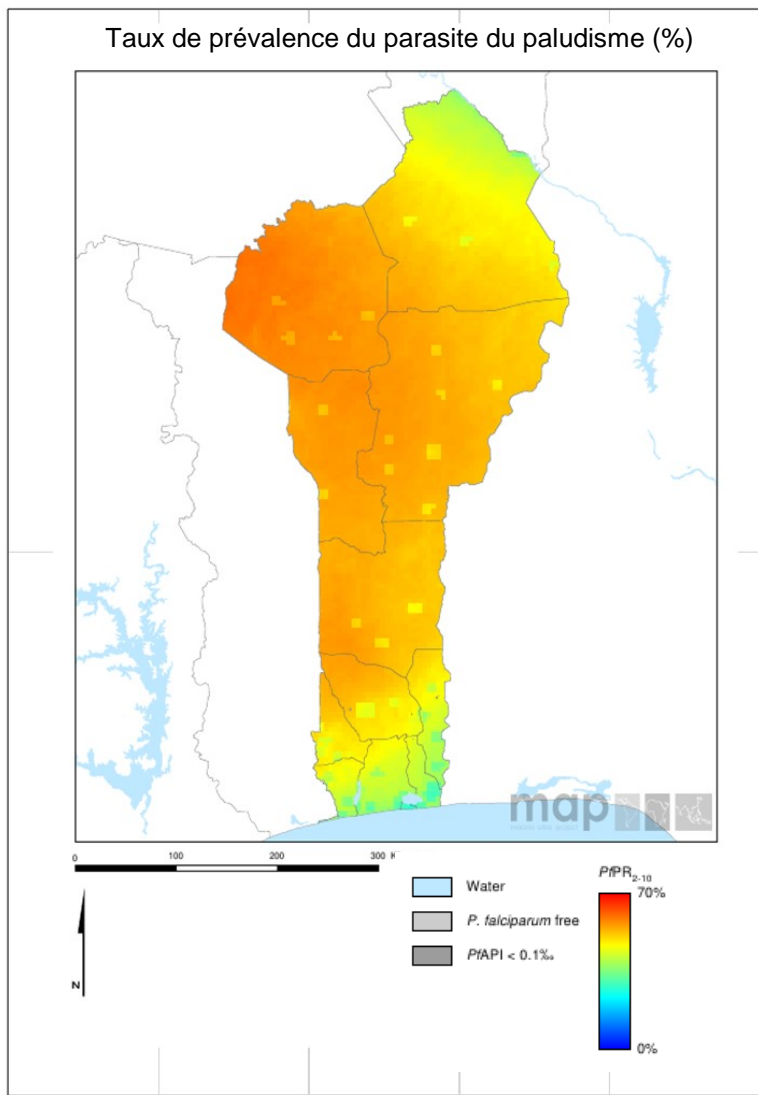 Taux de prévalence du parasite du paludisme (%)
map
0 100 200 300 K
N
Water
P. falciparum free
PfAPI < 0.1‰
PfPR2-10
70%
0%